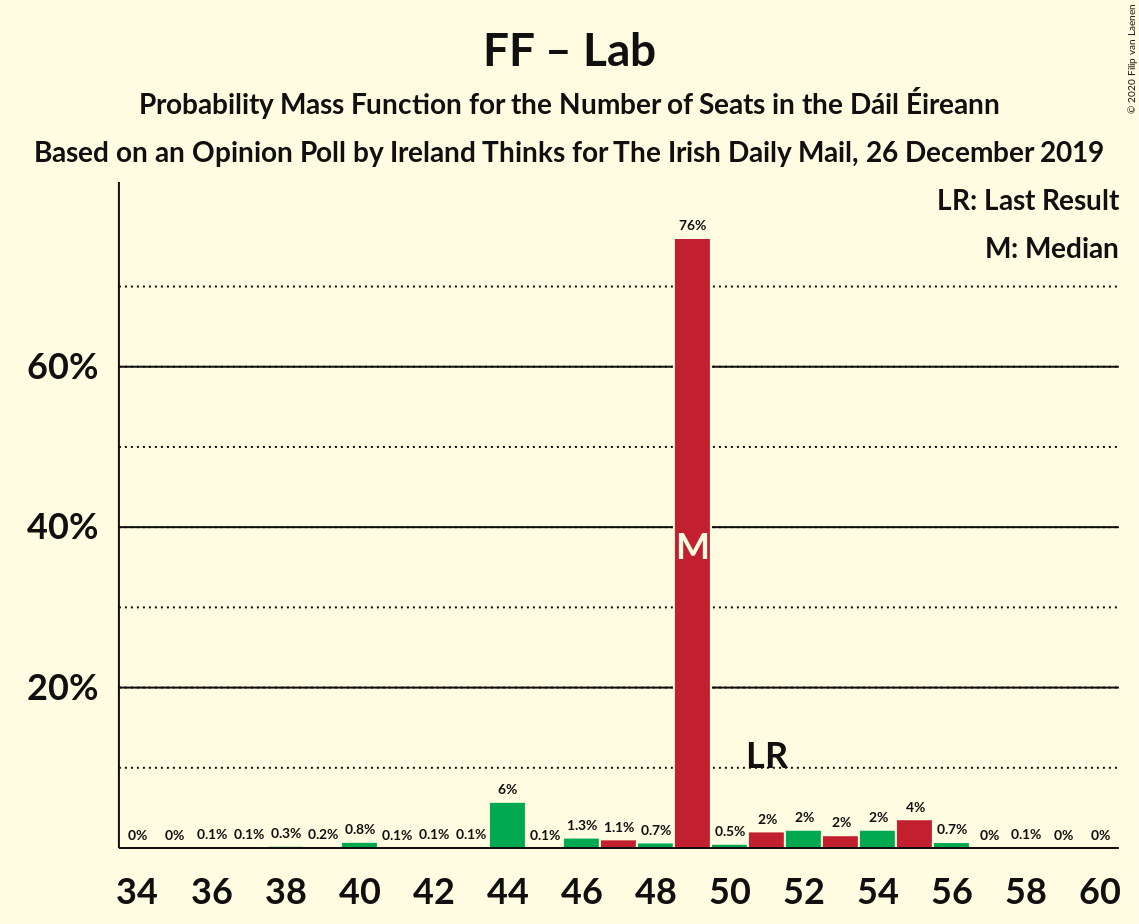 FF – Lab
Probability Mass Function for the Number of Seats in the Dáil Éireann
Based on an Opinion Poll by Ireland Thinks for The Irish Daily Mail, 26 December 2019
© 2020 Filip van Laenen
LR: Last Result
M: Median
76%
60%
40%
M
20%
LR
0% 0% 0.1% 0.1% 0.3% 0.2% 0.8% 0.1% 0.1% 0.1% 6% 0.1% 1.3% 1.1% 0.7% 0.5% 2% 2% 2% 2% 4% 0.7% 0% 0.1% 0% 0%
34 36 38 40 42 44 46 48 50 52 54 56 58 60